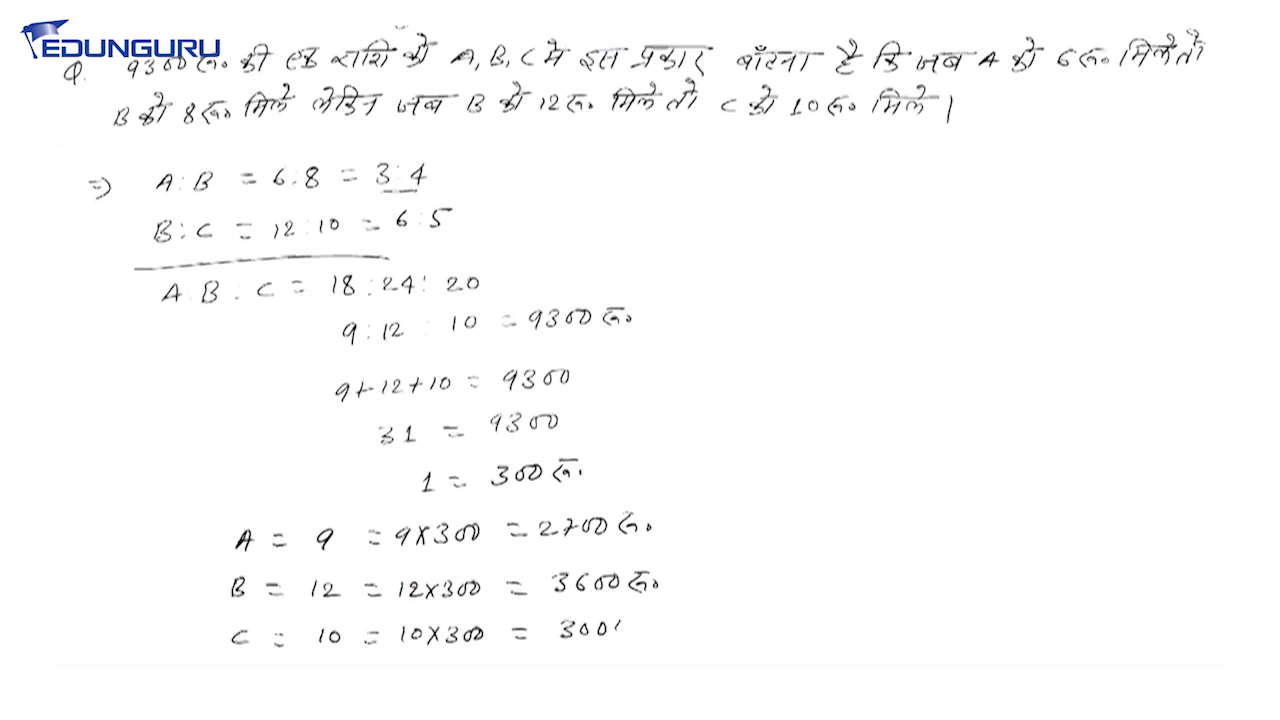 EDUNGURU
Q. 9300 रु० की एक राशि को A, B, C मे इस प्रकार बाँटना है कि जब A को 6 रु० मिले तो
B को 8 रु० मिले लेकिन जब B को 12 रु० मिले तो C को 10 रु० मिले।
=) A:B = 6:8 = 3:4
B:C = 12:10 = 6:5
A:B:C = 18:24:20
9:12:10 = 9300 रु०
9+12+10 = 9300
31 = 9300
1 = 300 रु.
A = 9 = 9×300 = 2700 रु०
B = 12 = 12×300 = 3600 रु०
C = 10 = 10×300 = 300